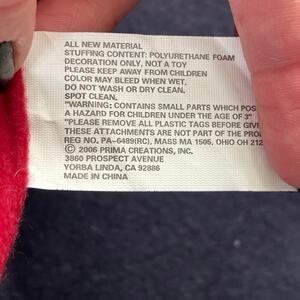 ALL NEW MATERIAL
STUFFING CONTENT: POLYURETHANE FOAM
DECORATION ONLY, NOT A TOY
PLEASE KEEP AWAY FROM CHILDREN
COLOR MAY BLEED WHEN WET,
DO NOT WASH OR DRY CLEAN,
SPOT CLEAN.
"WARNING: CONTAINS SMALL PARTS WHICH POS
A HAZARD FOR CHILDREN UNDER THE AGE OF 3"
"PLEASE REMOVE ALL PLASTIC TAGS BEFORE GIV
THESE ATTACHMENTS ARE NOT PART OF THE PRO
REG NO. PA-6489(RC), MASS MA 1505, OHIO OH 212
© 2006 PRIMA CREATIONS, INC.
3860 PROSPECT AVENUE
YORBA LINDA, CA 92886
MADE IN CHINA